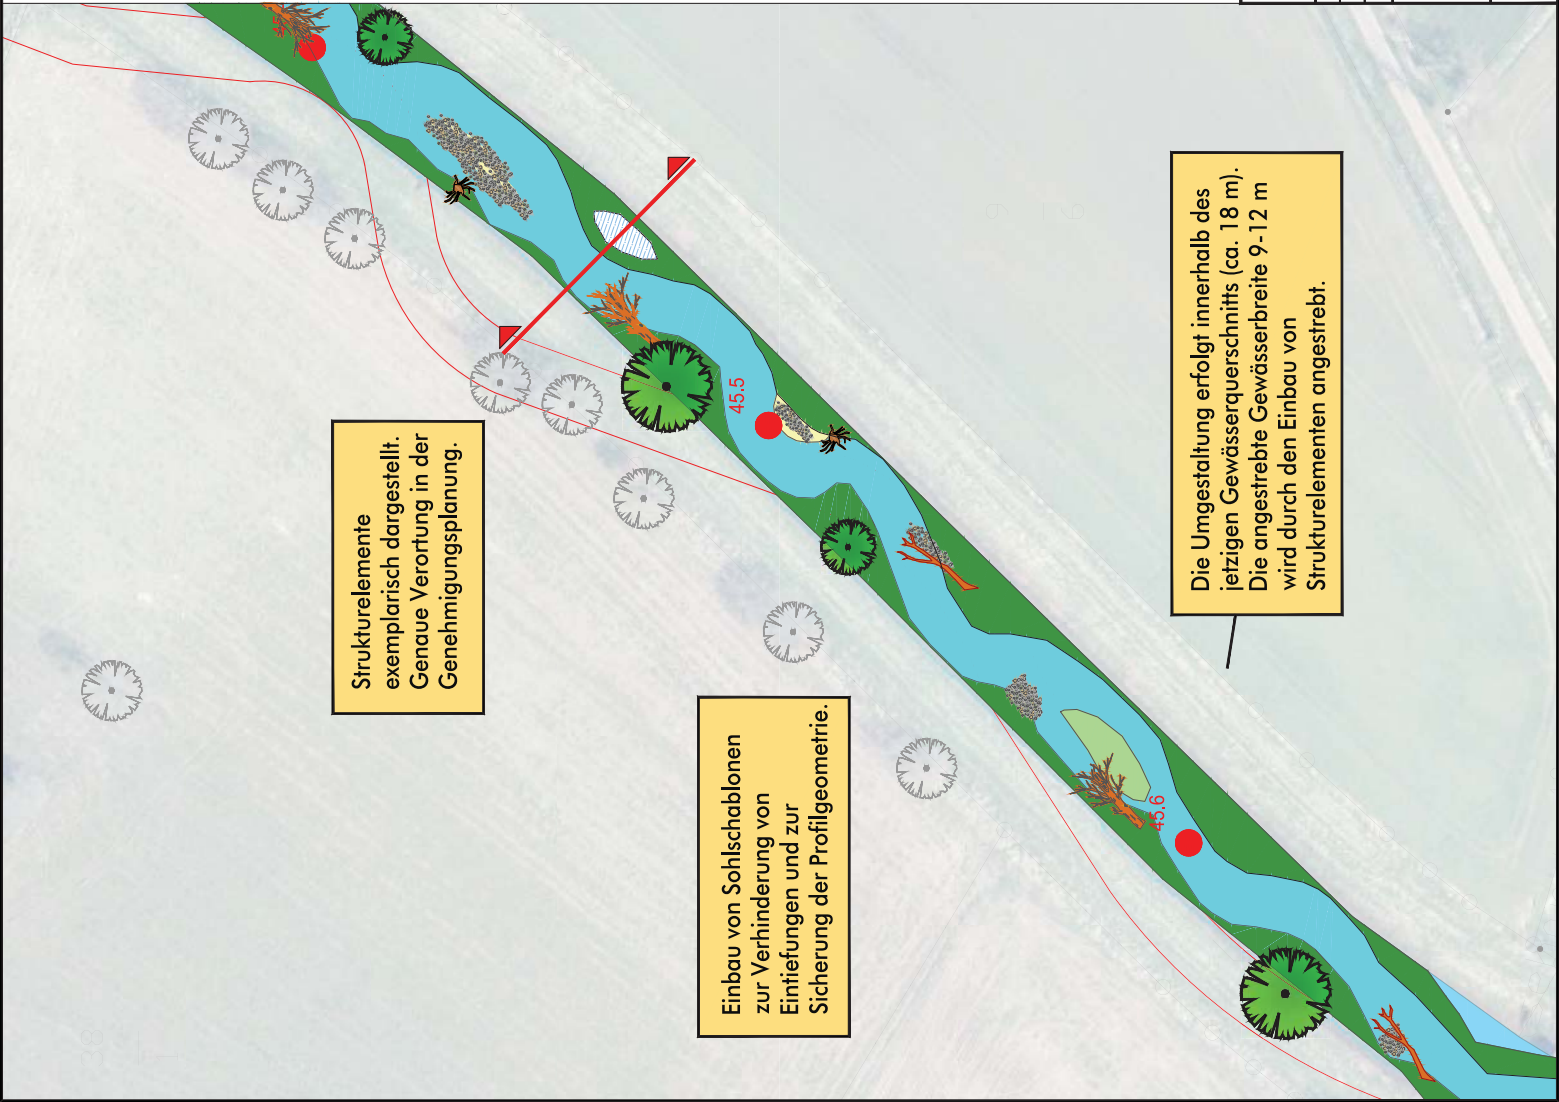 Strukturelemente
exemplarisch dargestellt.
Genaue Verortung in der
Genehmigungsplanung.
Einbau von Sohlschablonen
zur Verhinderung von
Eintiefungen und zur
Sicherung der Profilgeometrie.
45.5
45.6
Die Umgestaltung erfolgt innerhalb des
jetzigen Gewässerquerschnitts (ca. 18 m).
Die angestrebte Gewässerbreite 9-12 m
wird durch den Einbau von
Strukturelementen angestrebt.